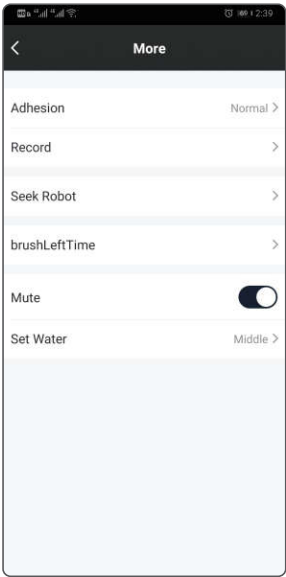 2:39
More
Adhesion Normal
Record
Seek Robot
brushLeftTime
Mute
Set Water Middle